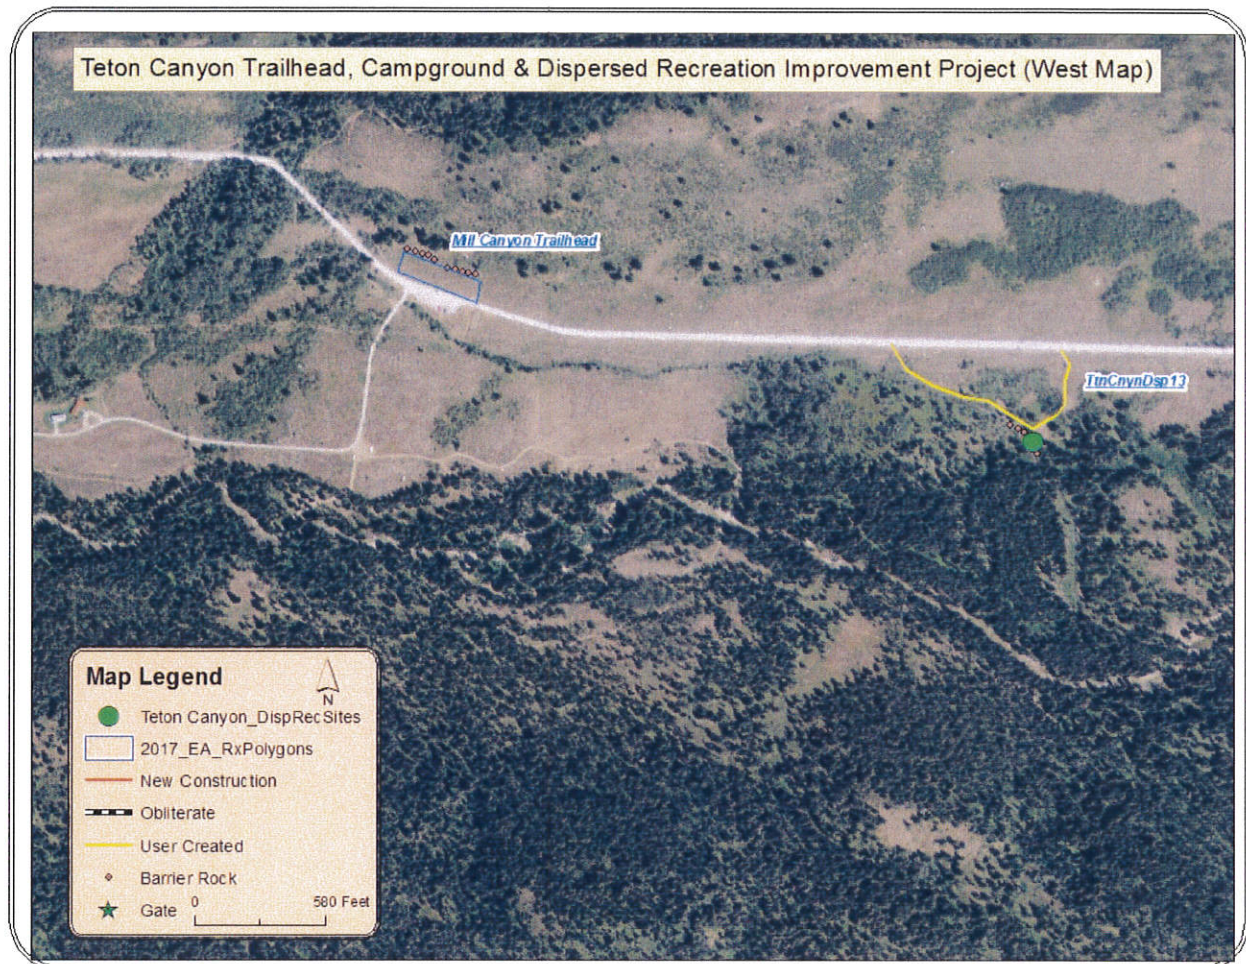 Teton Canyon Trailhead, Campground & Dispersed Recreation Improvement Project (West Map)
Mill Canyon Trailhead
TtnCnynDsp13
Map Legend
N
Teton Canyon_DispRecSites
2017_EA_RxPolygons
New Construction
Obliterate
User Created
Barrier Rock
Gate
0 580 Feet